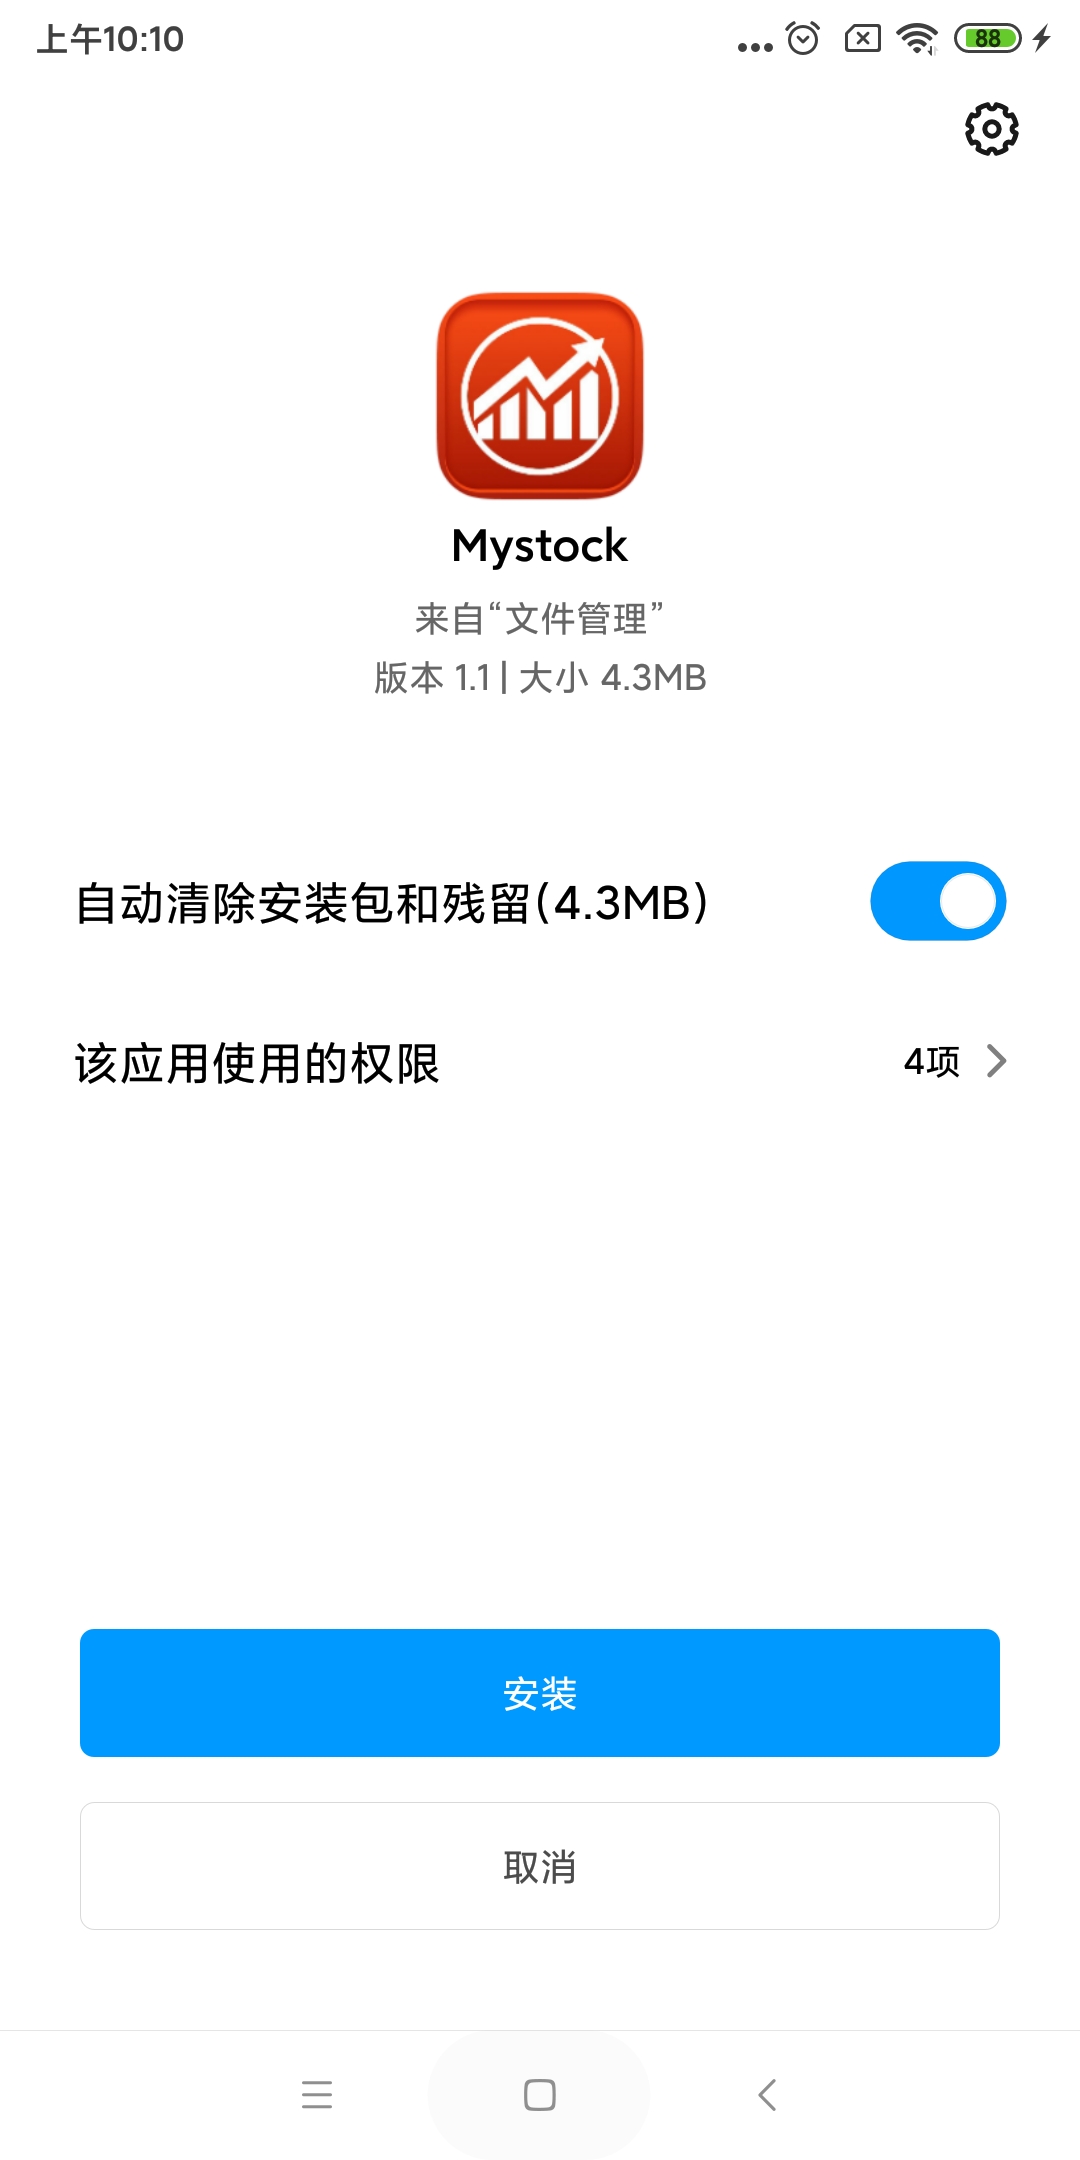 上午10:10
88
Mystock
来自“文件管理”
版本 1.1 | 大小 4.3MB
自动清除安装包和残留(4.3MB)
该应用使用的权限
4项
安装
取消